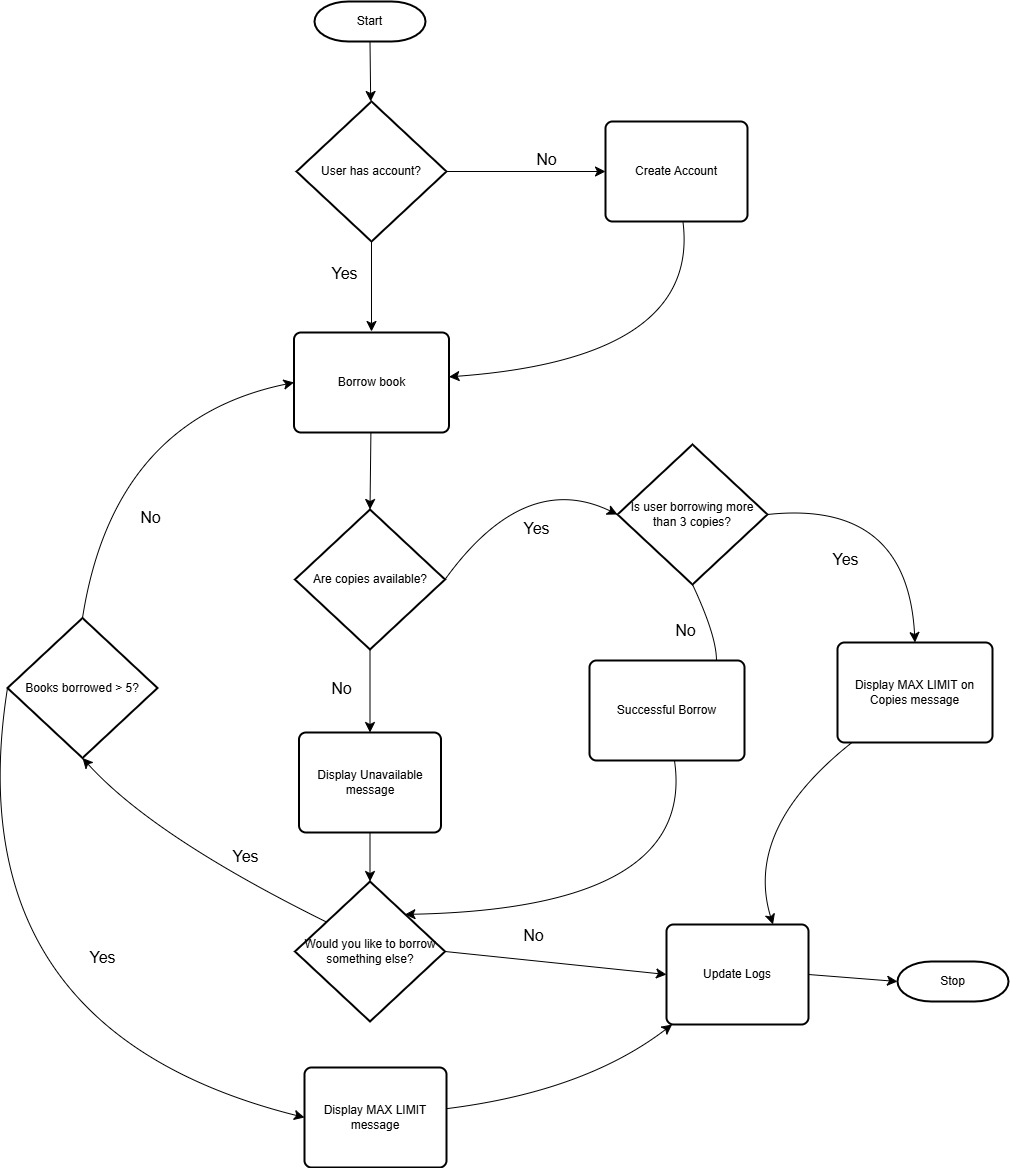 Start
User has account?
No
Create Account
Yes
Borrow book
Is user borrowing more
than 3 copies?
No
Yes
Yes
Are copies available?
No
No
Books borrowed > 5?
Display MAX LIMIT on
Copies message
Successful Borrow
Display Unavailable
message
Yes
Would you like to borrow
something else?
No
Yes
Update Logs
Stop
Display MAX LIMIT
message